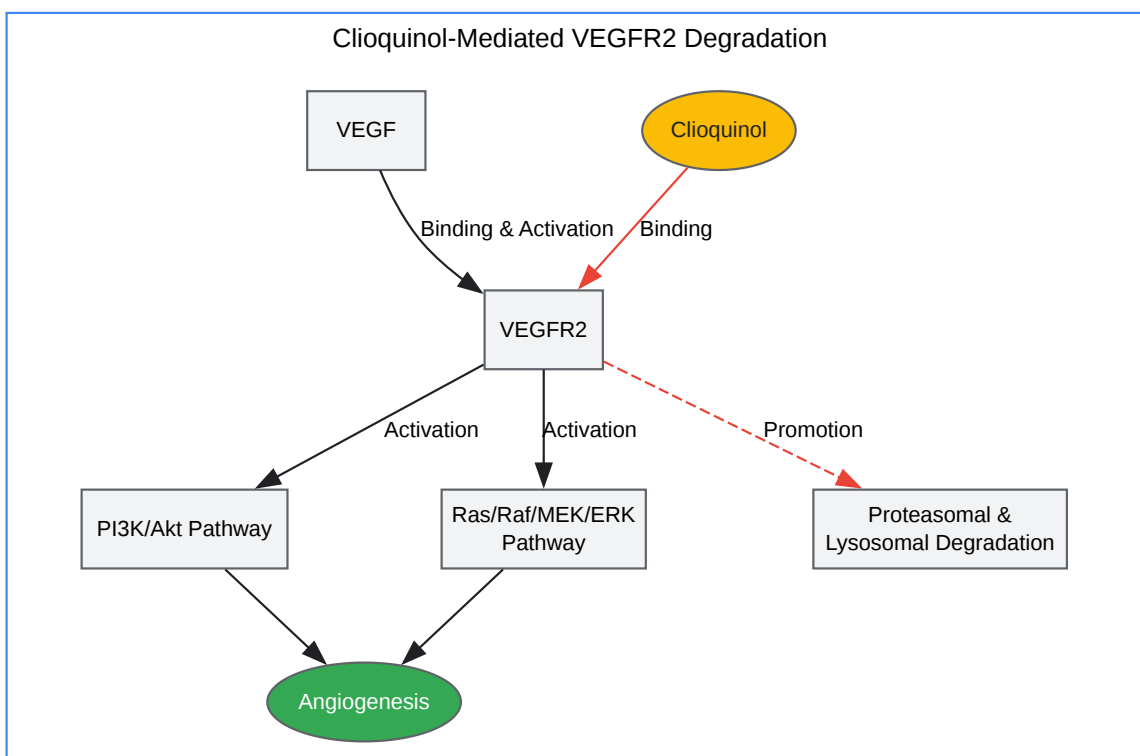 Clioquinol-Mediated VEGFR2 Degradation
VEGF
Clioquinol
Binding & Activation
Binding
VEGFR2
Activation
Activation
Promotion
PI3K/Akt Pathway
Ras/Raf/MEK/ERK
Pathway
Proteasomal &
Lysosomal Degradation
Angiogenesis